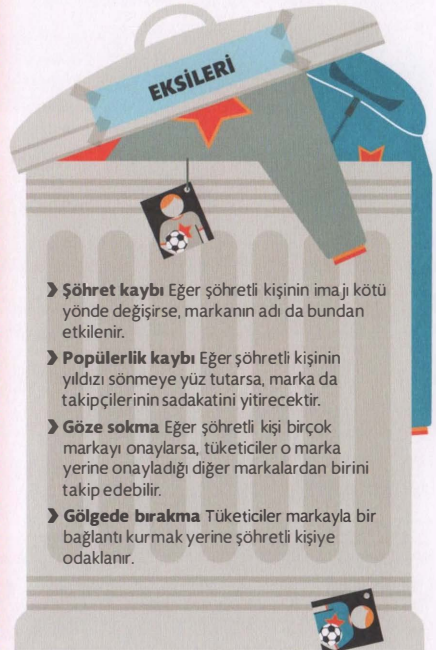 EKSİLERİ
❯ Şöhret kaybı Eğer şöhretli kişinin imajı kötü
yönde değişirse, markanın adı da bundan
etkilenir.
❯ Popülerlik kaybı Eğer şöhretli kişinin
yıldızı sönmeye yüz tutarsa, marka da
takipçilerinin sadakatini yitirecektir.
❯ Göze sokma Eğer şöhretli kişi birçok
markayı onaylarsa, tüketiciler o marka
yerine onayladığı diğer markalardan birini
takip edebilir.
❯ Gölgede bırakma Tüketiciler markayla bir
bağlantı kurmak yerine şöhretli kişiye
odaklanır.